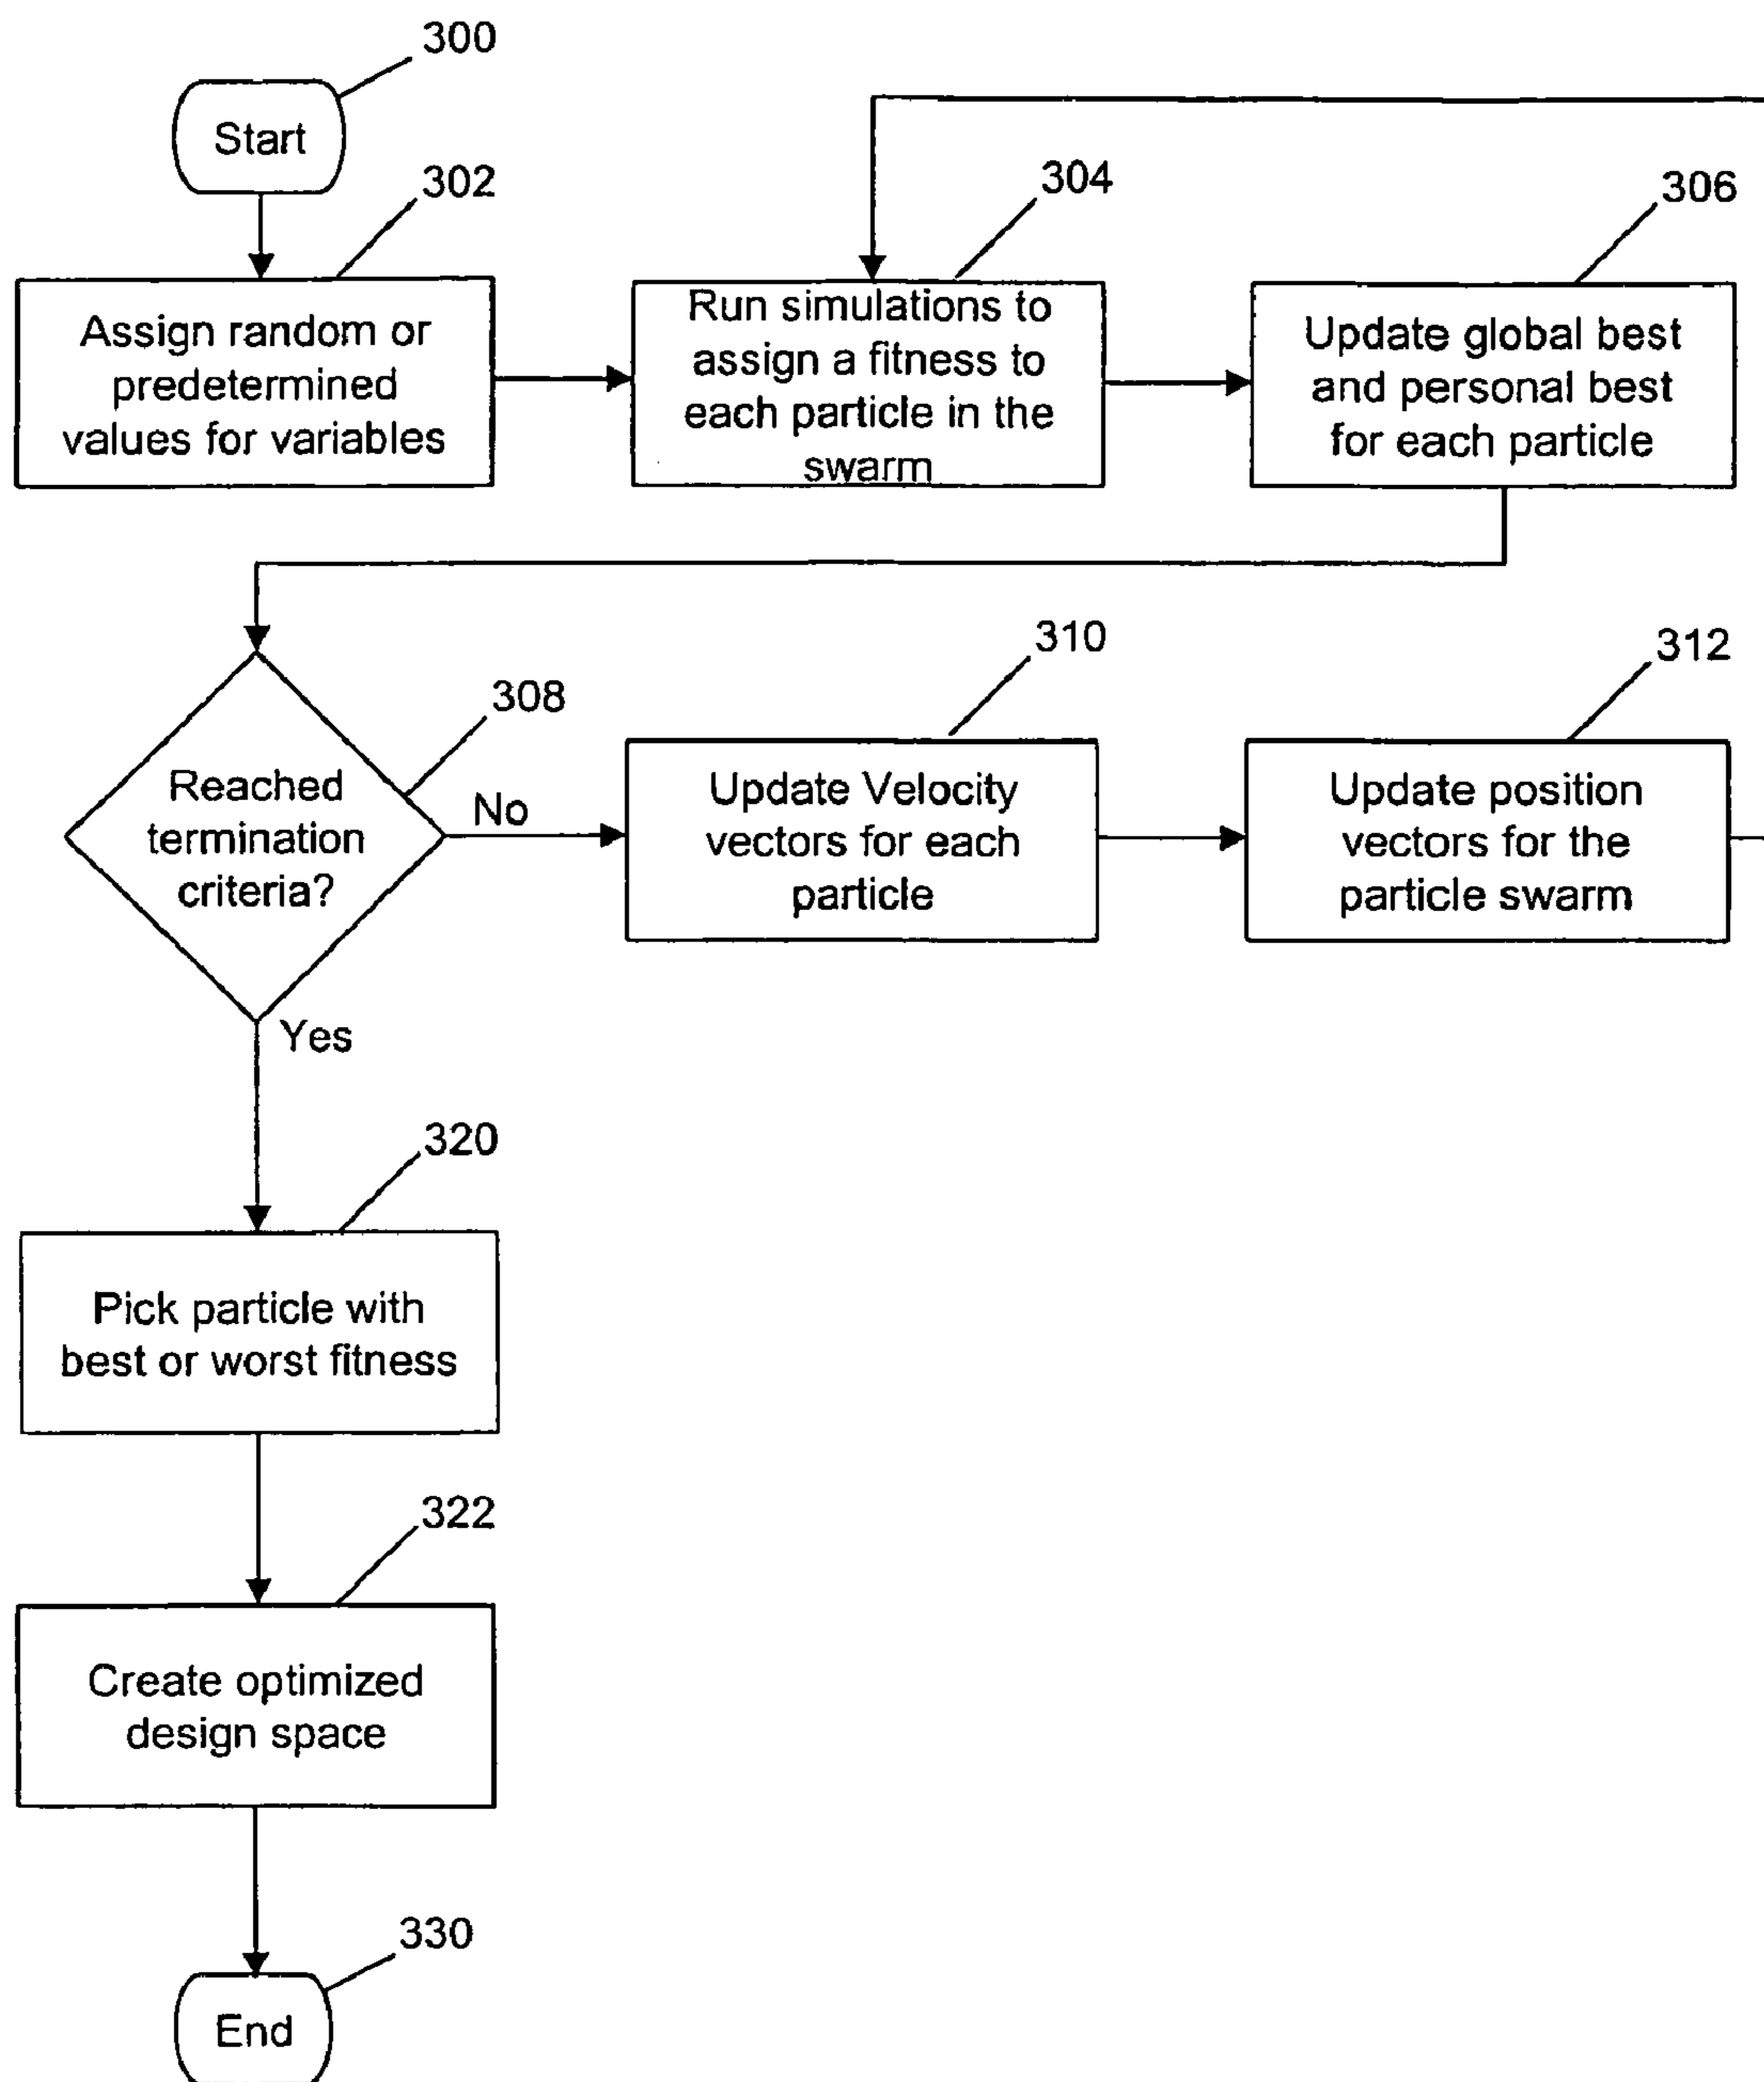 300
Start
302
Assign random or
predetermined
values for variables
304
Run simulations to
assign a fitness to
each particle in the
swarm
306
Update global best
and personal best
for each particle
308
Reached
termination
criteria?
No
310
Update Velocity
vectors for each
particle
312
Update position
vectors for the
particle swarm
Yes
320
Pick particle with
best or worst fitness
322
Create optimized
design space
330
End